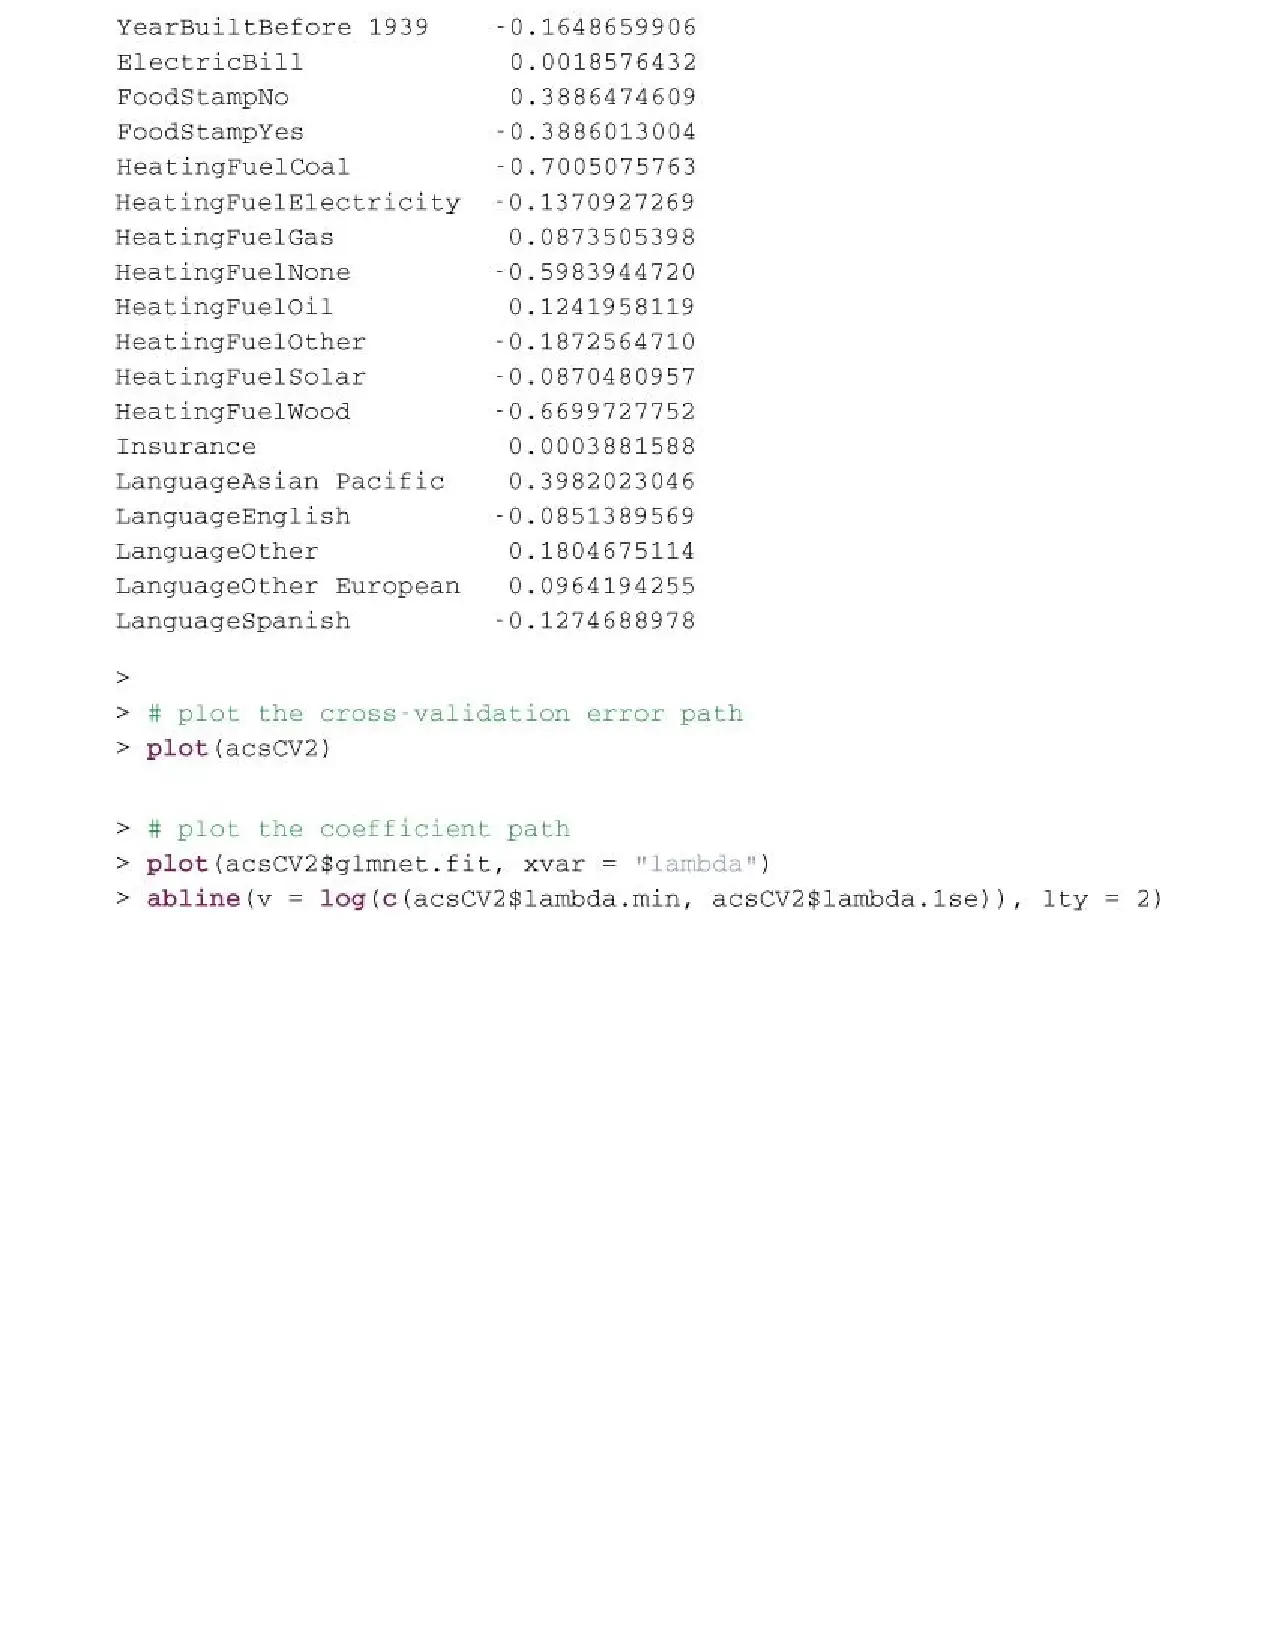 YearBuiltBefore 1939 -0.1648659906
ElectricBill 0.0018576432
FoodStampNo 0.3886474609
FoodStampYes -0.3886013004
HeatingFuelCoal -0.7005075763
HeatingFuelElectricity -0.1370927269
HeatingFuelGas 0.0873505398
HeatingFuelNone -0.5983944720
HeatingFuelOil 0.1241958119
HeatingFuelOther -0.1872564710
HeatingFuelSolar -0.0870480957
HeatingFuelWood -0.6699727752
Insurance 0.0003881588
LanguageAsian Pacific 0.3982023046
LanguageEnglish -0.0851389569
LanguageOther 0.1804675114
LanguageOther European 0.0964194255
LanguageSpanish -0.1274688978
>
> # plot the cross-validation error path
> plot(acsCV2)
> # plot the coefficient path
> plot(acsCV2$glmnet.fit, xvar = "lambda")
> abline(v = log(c(acsCV2$lambda.min, acsCV2$lambda.1se)), lty = 2)